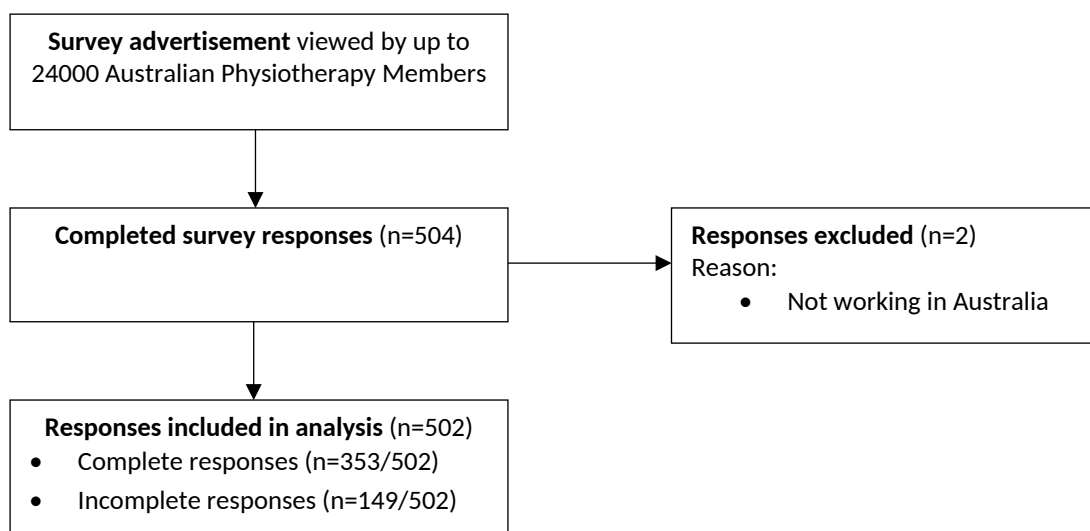 Survey advertisement viewed by up to
24000 Australian Physiotherapy Members
Completed survey responses (n=504)
Responses excluded (n=2)
Reason:
• Not working in Australia
Responses included in analysis (n=502)
• Complete responses (n=353/502)
• Incomplete responses (n=149/502)